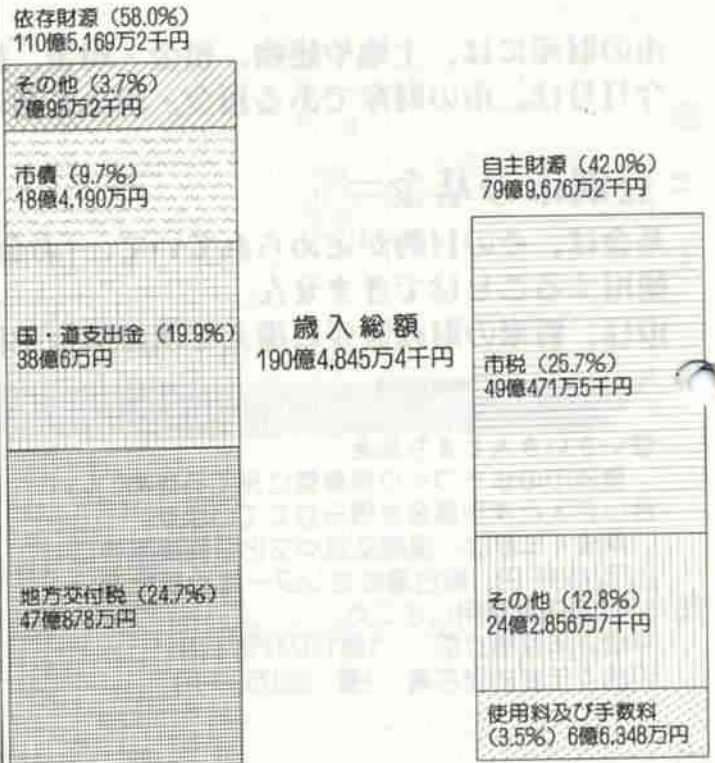 依存財源（58.0%）
110億5,169万2千円
その他（3.7%）
7億95万2千円
市債（9.7%）
18億4,190万円
国・道支出金（19.9%）
38億6万円
地方交付税（24.7%）
47億878万円
歳入総額
190億4,845万4千円
自主財源（42.0%）
79億9,676万2千円
市税（25.7%）
49億471万5千円
その他（12.8%）
24億2,856万7千円
使用料及び手数料
（3.5%）6億6,348万円